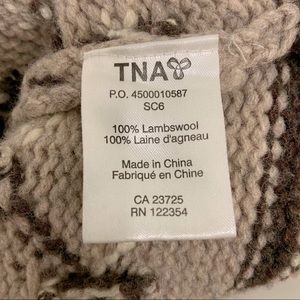 TNA
P.O. 4500010587
SC6
100% Lambswool
100% Laine d'agneau
Made in China
Fabriqué en Chine
CA 23725
RN 122354